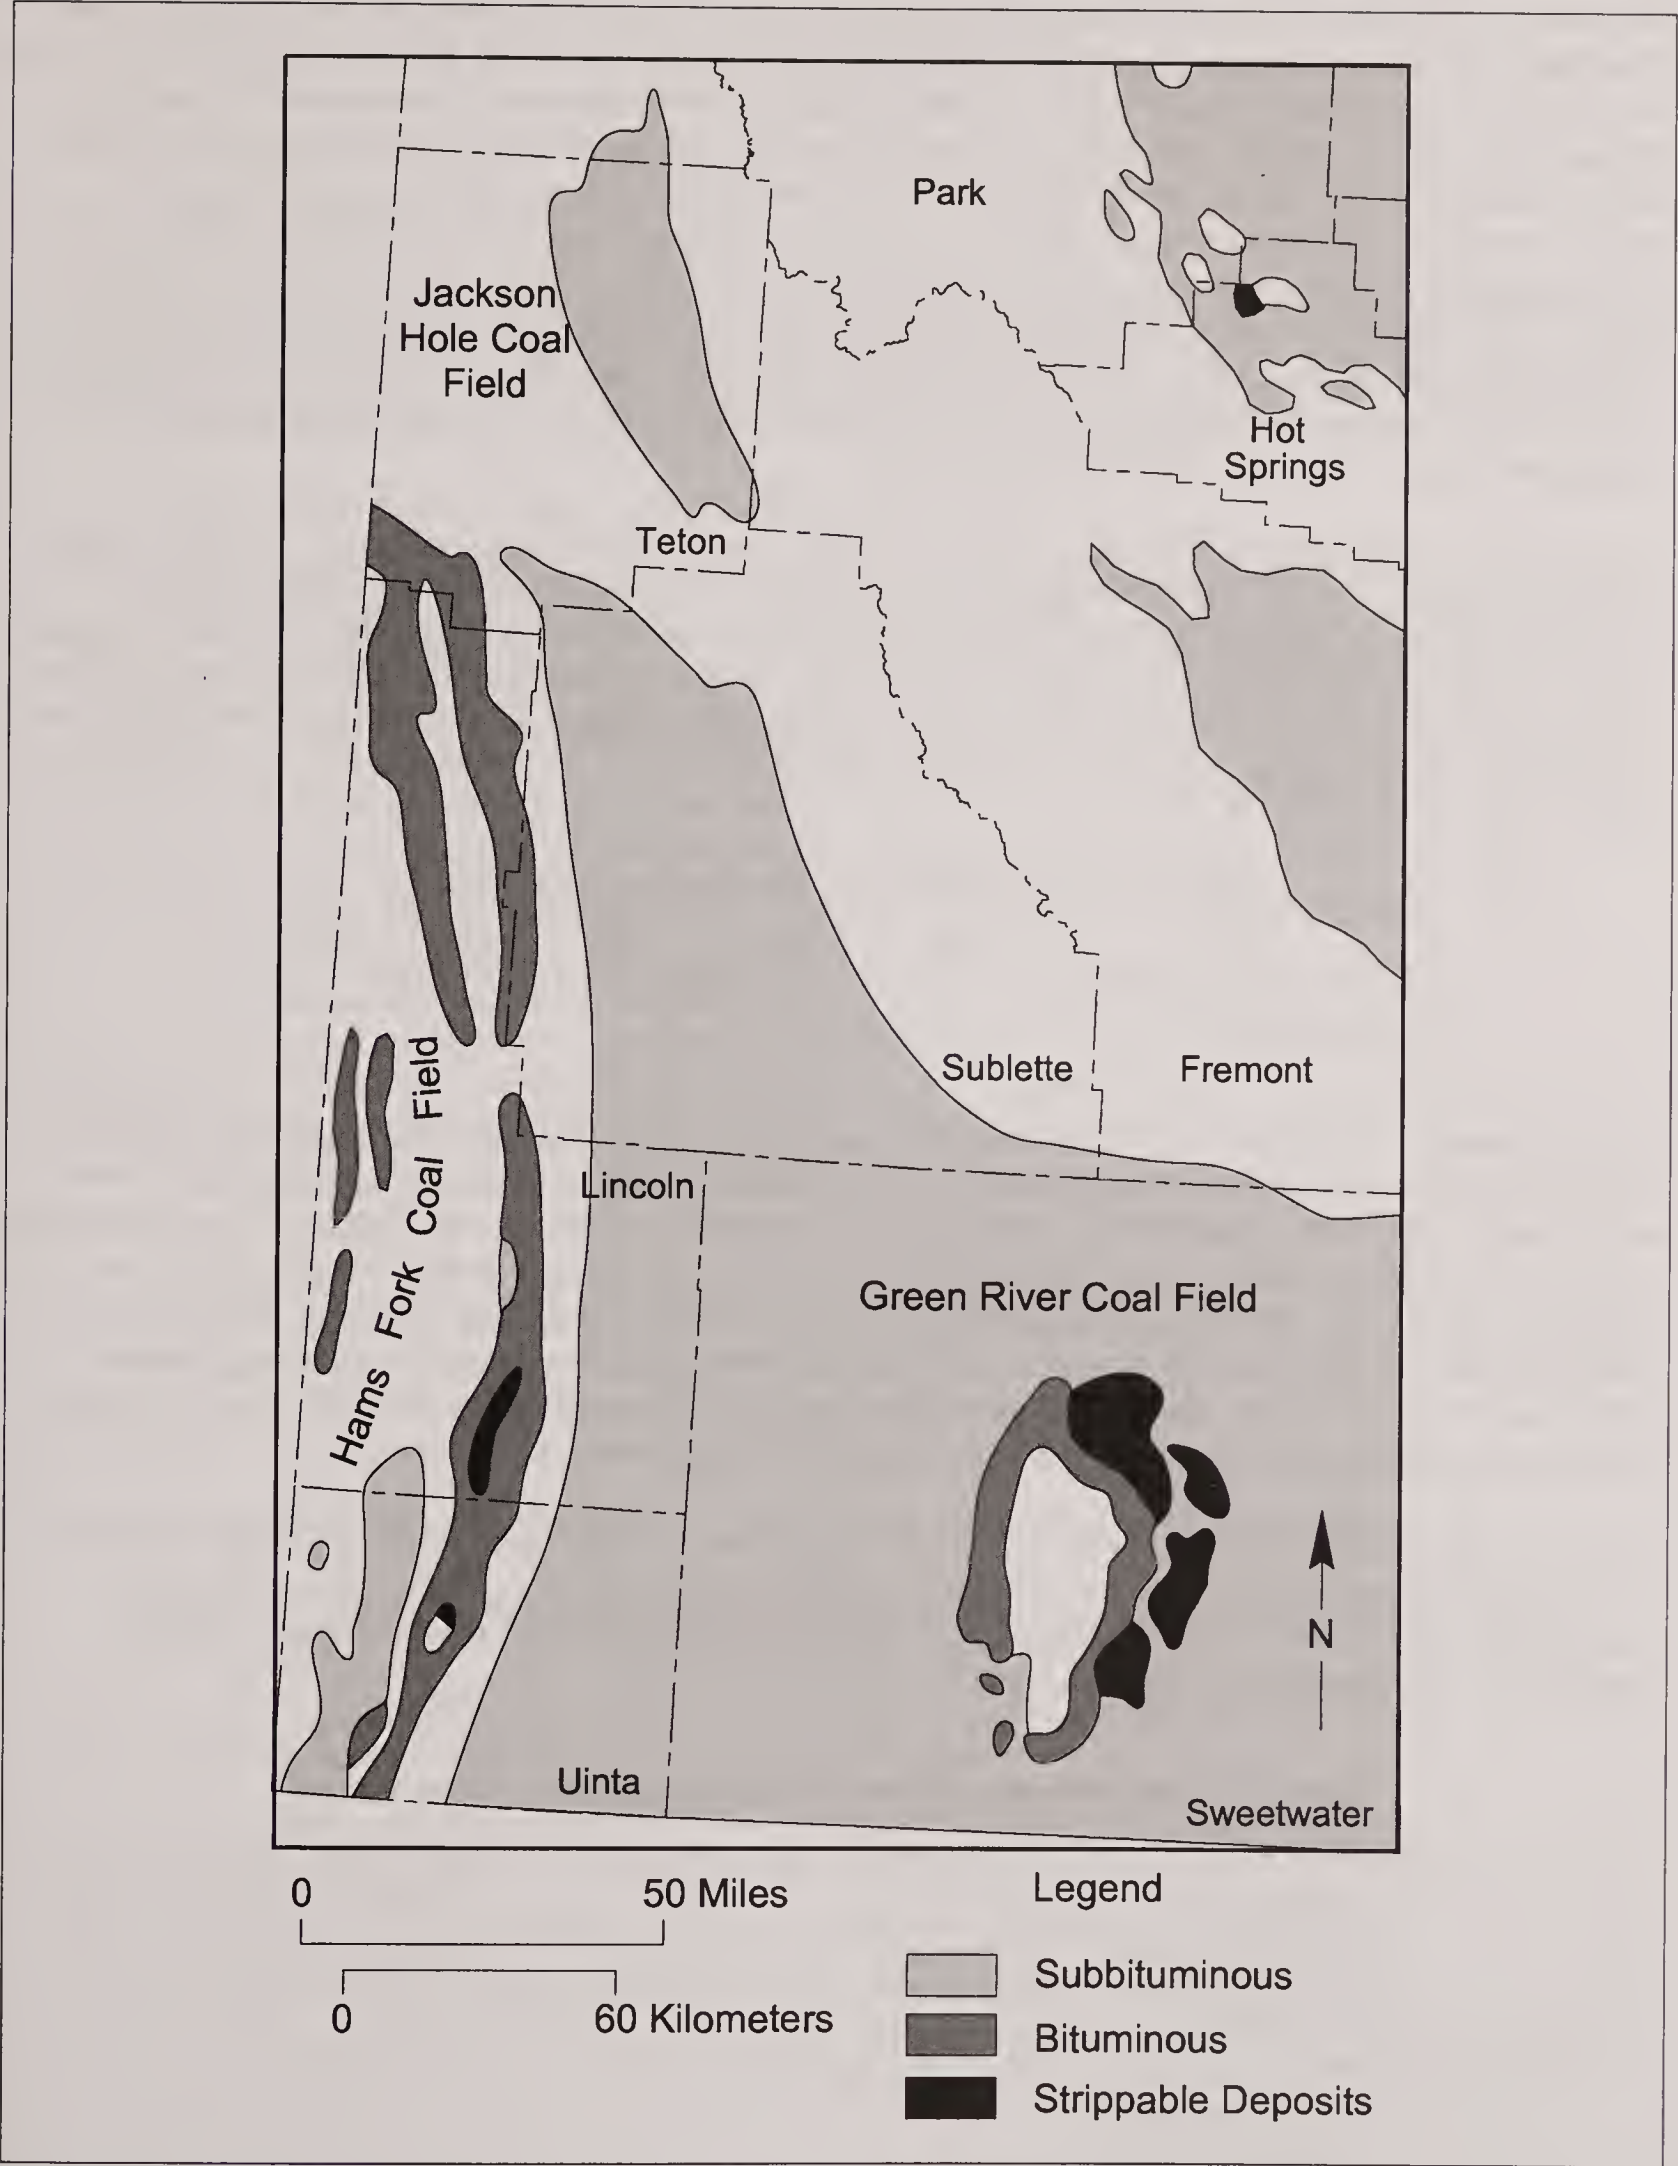 Park
Jackson
Hole Coal
Field
Hot
Springs
Teton
Sublette
Fremont
Hams Fork Coal Field
Lincoln
Green River Coal Field
N
Uinta
Sweetwater
0 50 Miles
0 60 Kilometers
Legend
Subbituminous
Bituminous
Strippable Deposits